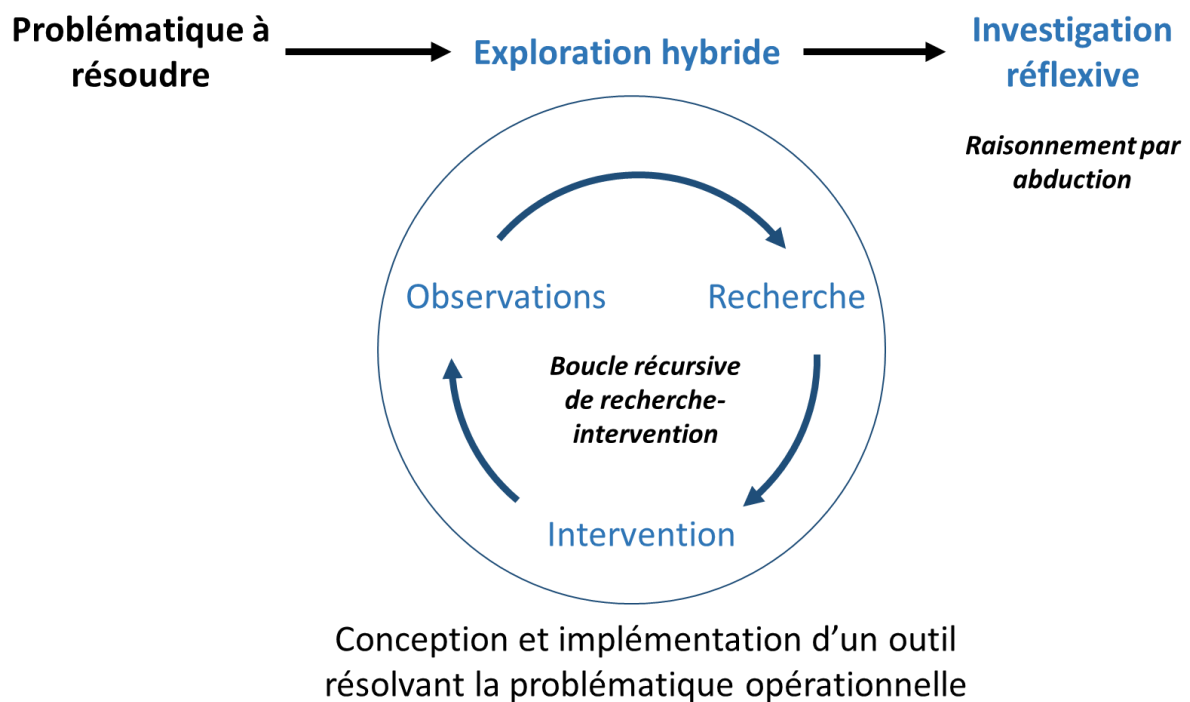 Problématique à
résoudre
Exploration hybride
Investigation
réflexive
Raisonnement par
abduction
Observations
Recherche
Boucle récursive
de recherche-
intervention
Intervention
Conception et implémentation d’un outil
résolvant la problématique opérationnelle